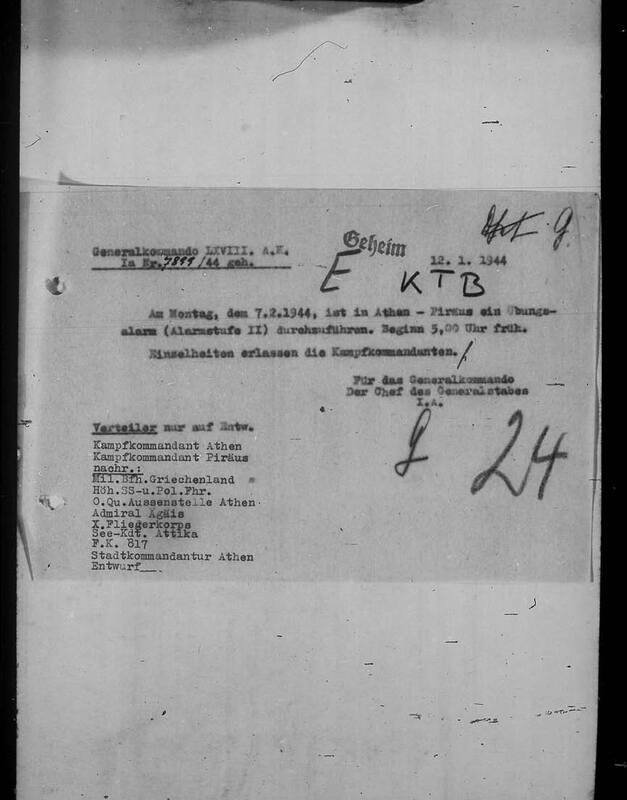 Geheim
Generalkommando LXVIII. A.K.
Ia Nr. /44 geh.
12. 1. 1944
E
KTB
Am Montag, dem 7.2.1944, ist in Athen - Piräus ein Übungs-
alarm (Alarmstufe II) durchzuführen. Beginn 5,00 Uhr früh.
Einzelheiten erlassen die Kampfkommandanten.
Für das Generalkommando
Der Chef des Generalstabes
I.A.
24
Verteiler nur auf Entw.
Kampfkommandant Athen
Kampfkommandant Piräus
nachr.:
Mil.Bfh.Griechenland
Höh.SS-u.Pol.Fhr.
O.Qu.Aussenstelle Athen
Admiral Ägäis
X.Fliegerkorps
See-Kdt. Attika
F.K. 817
Stadtkommandantur Athen
Entwurf